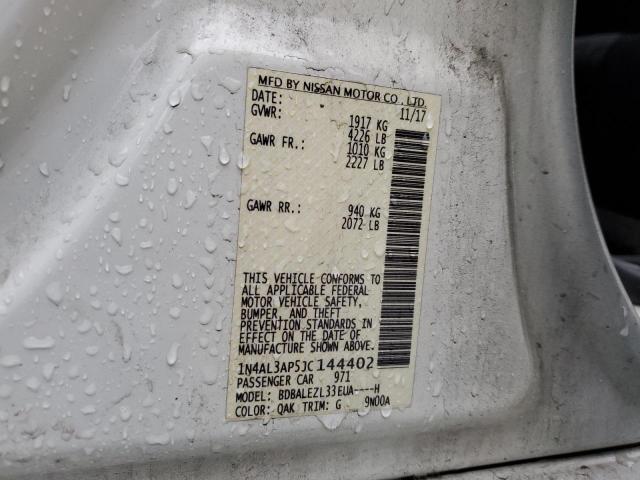 MFD BY NISSAN MOTOR CO., LTD.
DATE: 11/17
GVWR: 1917 KG
4226 LB
GAWR FR.: 1010 KG
2227 LB
GAWR RR.: 940 KG
2072 LB
THIS VEHICLE CONFORMS TO
ALL APPLICABLE FEDERAL
MOTOR VEHICLE SAFETY,
BUMPER, AND THEFT
PREVENTION STANDARDS IN
EFFECT ON THE DATE OF
MANUFACTURE SHOWN ABOVE.
1N4AL3AP5JC144402
PASSENGER CAR 971
MODEL: BDBALEZL33EUA----H
COLOR: QAK TRIM: G 9N00A